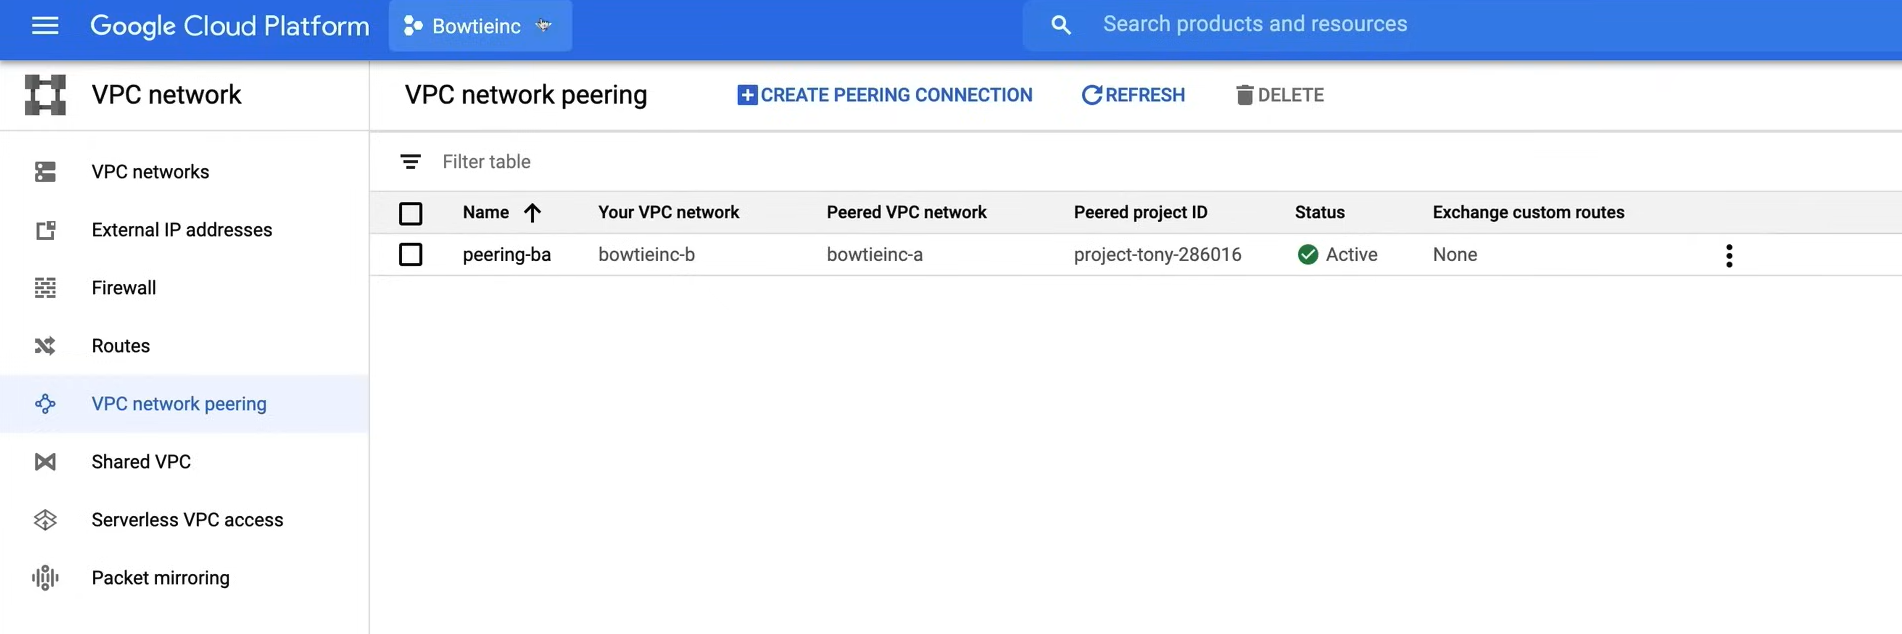 Google Cloud Platform Bowtieinc Search products and resources
VPC network
VPC network peering CREATE PEERING CONNECTION REFRESH DELETE
VPC networks
External IP addresses
Firewall
Routes
VPC network peering
Shared VPC
Serverless VPC access
Packet mirroring
Filter table
Name Your VPC network Peered VPC network Peered project ID Status Exchange custom routes
peering-ba bowtieinc-b bowtieinc-a project-tony-286016 Active None